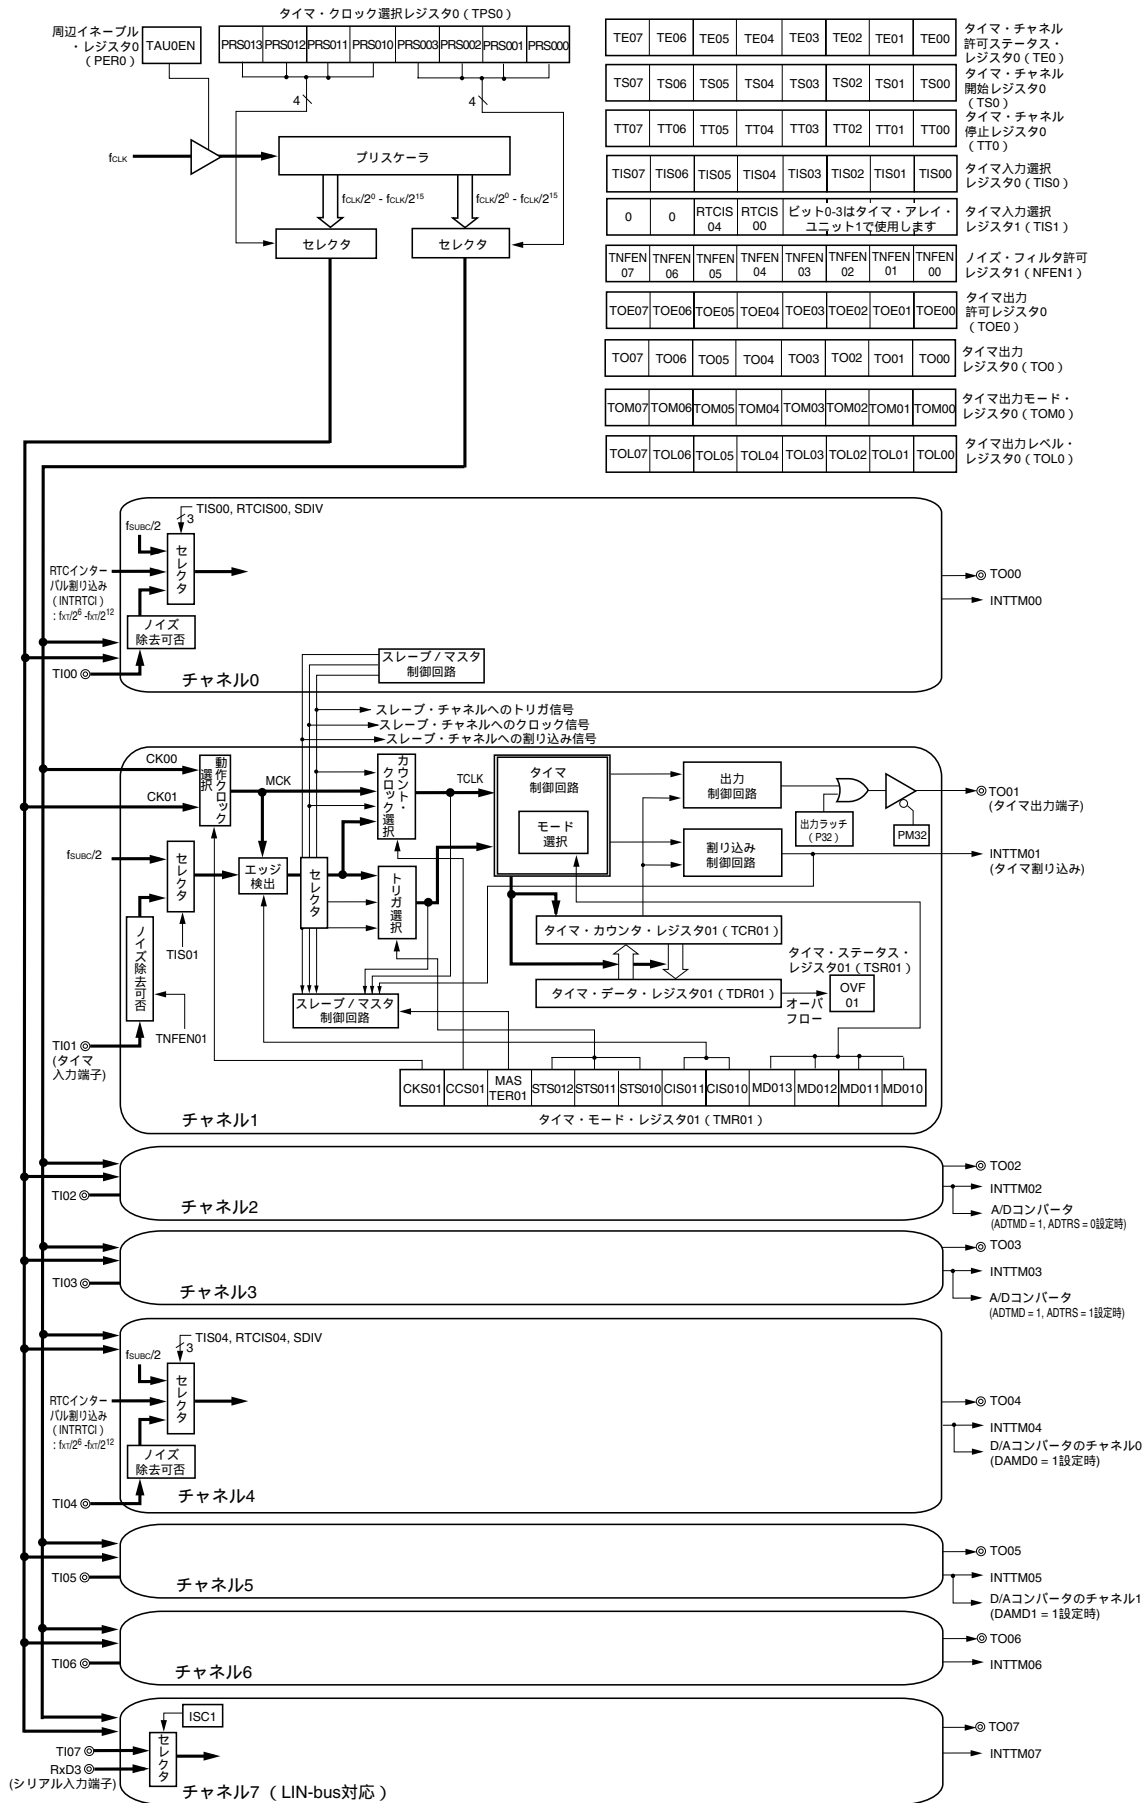 タイマ・クロック選択レジスタ0（TPS0）
周辺イネーブル
・レジスタ0
（PER0）
TAU0EN
PRS013 PRS012 PRS011 PRS010 PRS003 PRS002 PRS001 PRS000
4
4
fCLK
プリスケーラ
fCLK/2⁰ - fCLK/2¹⁵
fCLK/2⁰ - fCLK/2¹⁵
セレクタ
セレクタ
TE07 TE06 TE05 TE04 TE03 TE02 TE01 TE00
タイマ・チャネル
許可ステータス・
レジスタ0（TE0）
TS07 TS06 TS05 TS04 TS03 TS02 TS01 TS00
タイマ・チャネル
開始レジスタ0
（TS0）
TT07 TT06 TT05 TT04 TT03 TT02 TT01 TT00
タイマ・チャネル
停止レジスタ0
（TT0）
TIS07 TIS06 TIS05 TIS04 TIS03 TIS02 TIS01 TIS00
タイマ入力選択
レジスタ0（TIS0）
0 0 RTCIS04 RTCIS00
ビット0-3はタイマ・アレイ・
ユニット1で使用します
タイマ入力選択
レジスタ1（TIS1）
TNFEN07 TNFEN06 TNFEN05 TNFEN04 TNFEN03 TNFEN02 TNFEN01 TNFEN00
ノイズ・フィルタ許可
レジスタ1（NFEN1）
TOE07 TOE06 TOE05 TOE04 TOE03 TOE02 TOE01 TOE00
タイマ出力
許可レジスタ0
（TOE0）
TO07 TO06 TO05 TO04 TO03 TO02 TO01 TO00
タイマ出力
レジスタ0（TO0）
TOM07 TOM06 TOM05 TOM04 TOM03 TOM02 TOM01 TOM00
タイマ出力モード・
レジスタ0（TOM0）
TOL07 TOL06 TOL05 TOL04 TOL03 TOL02 TOL01 TOL00
タイマ出力レベル・
レジスタ0（TOL0）
TIS00, RTCIS00, SDIV
3
fSUBC/2
セレクタ
RTCインター
バル割り込み
（INTRTCI）
: fXT/2⁶ -fXT/2¹²
ノイズ
除去可否
TI00
チャネル0
スレーブ / マスタ
制御回路
TO00
INTTM00
スレーブ・チャネルへのトリガ信号
スレーブ・チャネルへのクロック信号
スレーブ・チャネルへの割り込み信号
CK00
CK01
動作クロック選択
MCK
カウント・クロック選択
TCLK
タイマ
制御回路
モード
選択
出力
制御回路
出力ラッチ
（P32）
PM32
TO01
(タイマ出力端子)
割り込み
制御回路
INTTM01
(タイマ割り込み)
fSUBC/2
セレクタ
エッジ
検出
セレクタ
トリガ選択
TIS01
ノイズ除去可否
TNFEN01
TI01
(タイマ
入力端子)
タイマ・カウンタ・レジスタ01（TCR01）
タイマ・データ・レジスタ01（TDR01）
タイマ・ステータス・
レジスタ01（TSR01）
オーバ
フロー
OVF
01
スレーブ / マスタ
制御回路
CKS01 CCS01 MASTER01 STS012 STS011 STS010 CIS011 CIS010 MD013 MD012 MD011 MD010
タイマ・モード・レジスタ01（TMR01）
チャネル1
TI02
チャネル2
TO02
INTTM02
A/Dコンバータ
(ADTMD = 1, ADTRS = 0設定時)
TI03
チャネル3
TO03
INTTM03
A/Dコンバータ
(ADTMD = 1, ADTRS = 1設定時)
TIS04, RTCIS04, SDIV
3
fSUBC/2
セレクタ
RTCインター
バル割り込み
（INTRTCI）
: fXT/2⁶ -fXT/2¹²
ノイズ
除去可否
TI04
チャネル4
TO04
INTTM04
D/Aコンバータのチャネル0
(DAMD0 = 1設定時)
TI05
チャネル5
TO05
INTTM05
D/Aコンバータのチャネル1
(DAMD1 = 1設定時)
TI06
チャネル6
TO06
INTTM06
ISC1
TI07
RxD3
(シリアル入力端子)
セレクタ
チャネル7（LIN-bus対応）
TO07
INTTM07